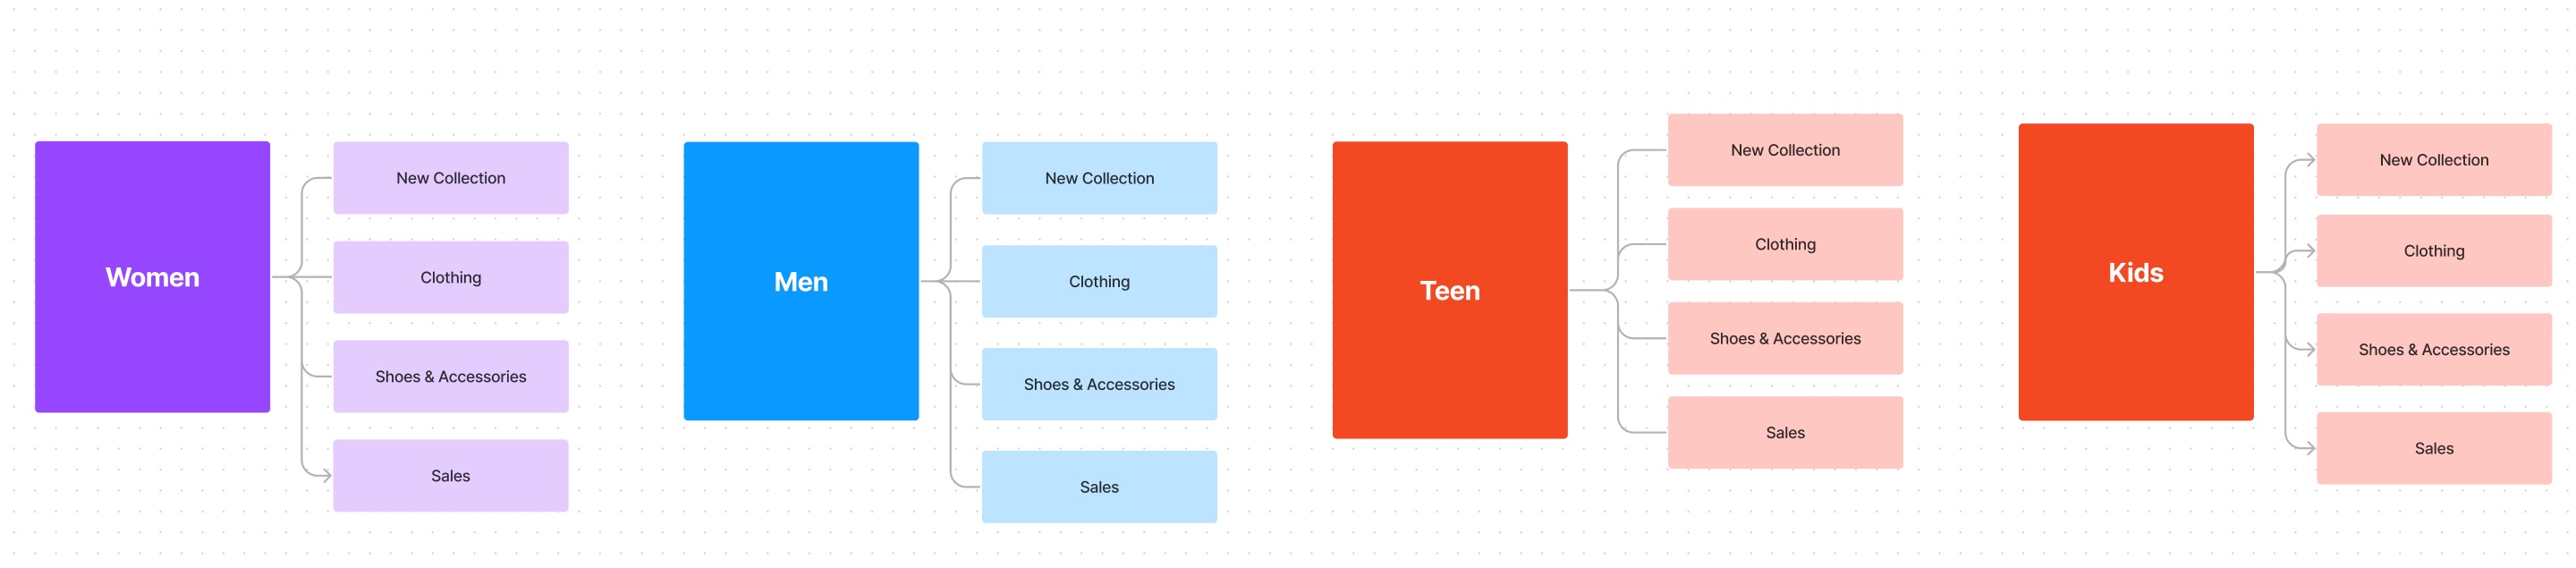 Women
New Collection
Clothing
Shoes & Accessories
Sales
Men
New Collection
Clothing
Shoes & Accessories
Sales
Teen
New Collection
Clothing
Shoes & Accessories
Sales
Kids
New Collection
Clothing
Shoes & Accessories
Sales